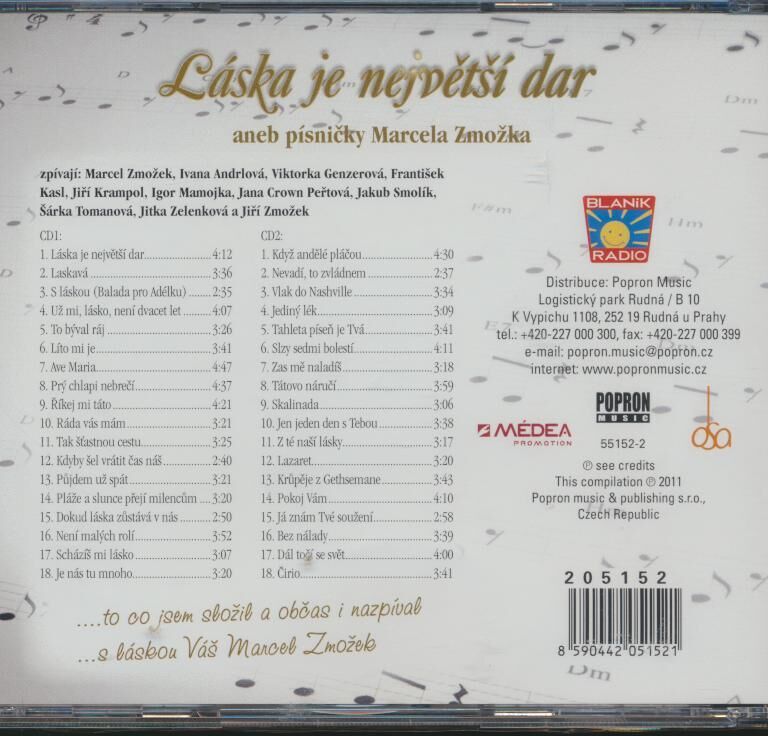 Láska je největší dar
aneb písničky Marcela Zmožka
zpívají: Marcel Zmožek, Ivana Andrlová, Viktorka Genzerová, František
Kasl, Jiří Krampol, Igor Mamojka, Jana Crown Peřtová, Jakub Smolík,
Šárka Tomanová, Jitka Zelenková a Jiří Zmožek
CD1:
1. Láska je největší dar 4:12
2. Laskavá 3:36
3. S láskou (Balada pro Adélku) 2:35
4. Už mi, lásko, není dvacet let 4:07
5. To býval ráj 3:26
6. Líto mi je 3:41
7. Ave Maria 4:47
8. Prý chlapi nebrečí 4:37
9. Říkej mi táto 4:21
10. Ráda vás mám 3:21
11. Tak šťastnou cestu 3:25
12. Kdyby šel vrátit čas náš 2:40
13. Půjdem už spát 3:21
14. Pláže a slunce přejí milencům 3:20
15. Dokud láska zůstává v nás 2:50
16. Není malých rolí 3:52
17. Scházíš mi lásko 3:07
18. Je nás tu mnoho 3:20
CD2:
1. Když andělé pláčou 4:30
2. Nevadí, to zvládnem 2:37
3. Vlak do Nashville 3:34
4. Jediný lék 3:09
5. Tahleta píseň je Tvá 3:41
6. Slzy sedmi bolestí 4:11
7. Zas mě naladíš 3:18
8. Tátovo náručí 3:59
9. Skalinada 3:06
10. Jen jeden den s Tebou 3:38
11. Z té naší lásky 3:17
12. Lazaret 3:20
13. Krůpěje z Gethsemane 3:43
14. Pokoj Vám 4:10
15. Já znám Tvé soužení 2:58
16. Bez nálady 3:39
17. Dál točí se svět 4:00
18. Čirio 3:41
....to co jsem složil a občas i nazpíval
...s láskou Váš Marcel Zmožek
BLANíK
RADIO
Distribuce: Popron Music
Logistický park Rudná / B 10
K Vypichu 1108, 252 19 Rudná u Prahy
tel.: +420-227 000 300, fax: +420-227 000 399
e-mail: popron.music@popron.cz
internet: www.popronmusic.cz
POPRON
MUSIC
MÉDEA
PROMOTION
55152-2
osa
℗ see credits
This compilation ℗ 2011
Popron music & publishing s.r.o.,
Czech Republic
205152
8 590442 051521
D
Dm
F#m
Hm
E7
Dm